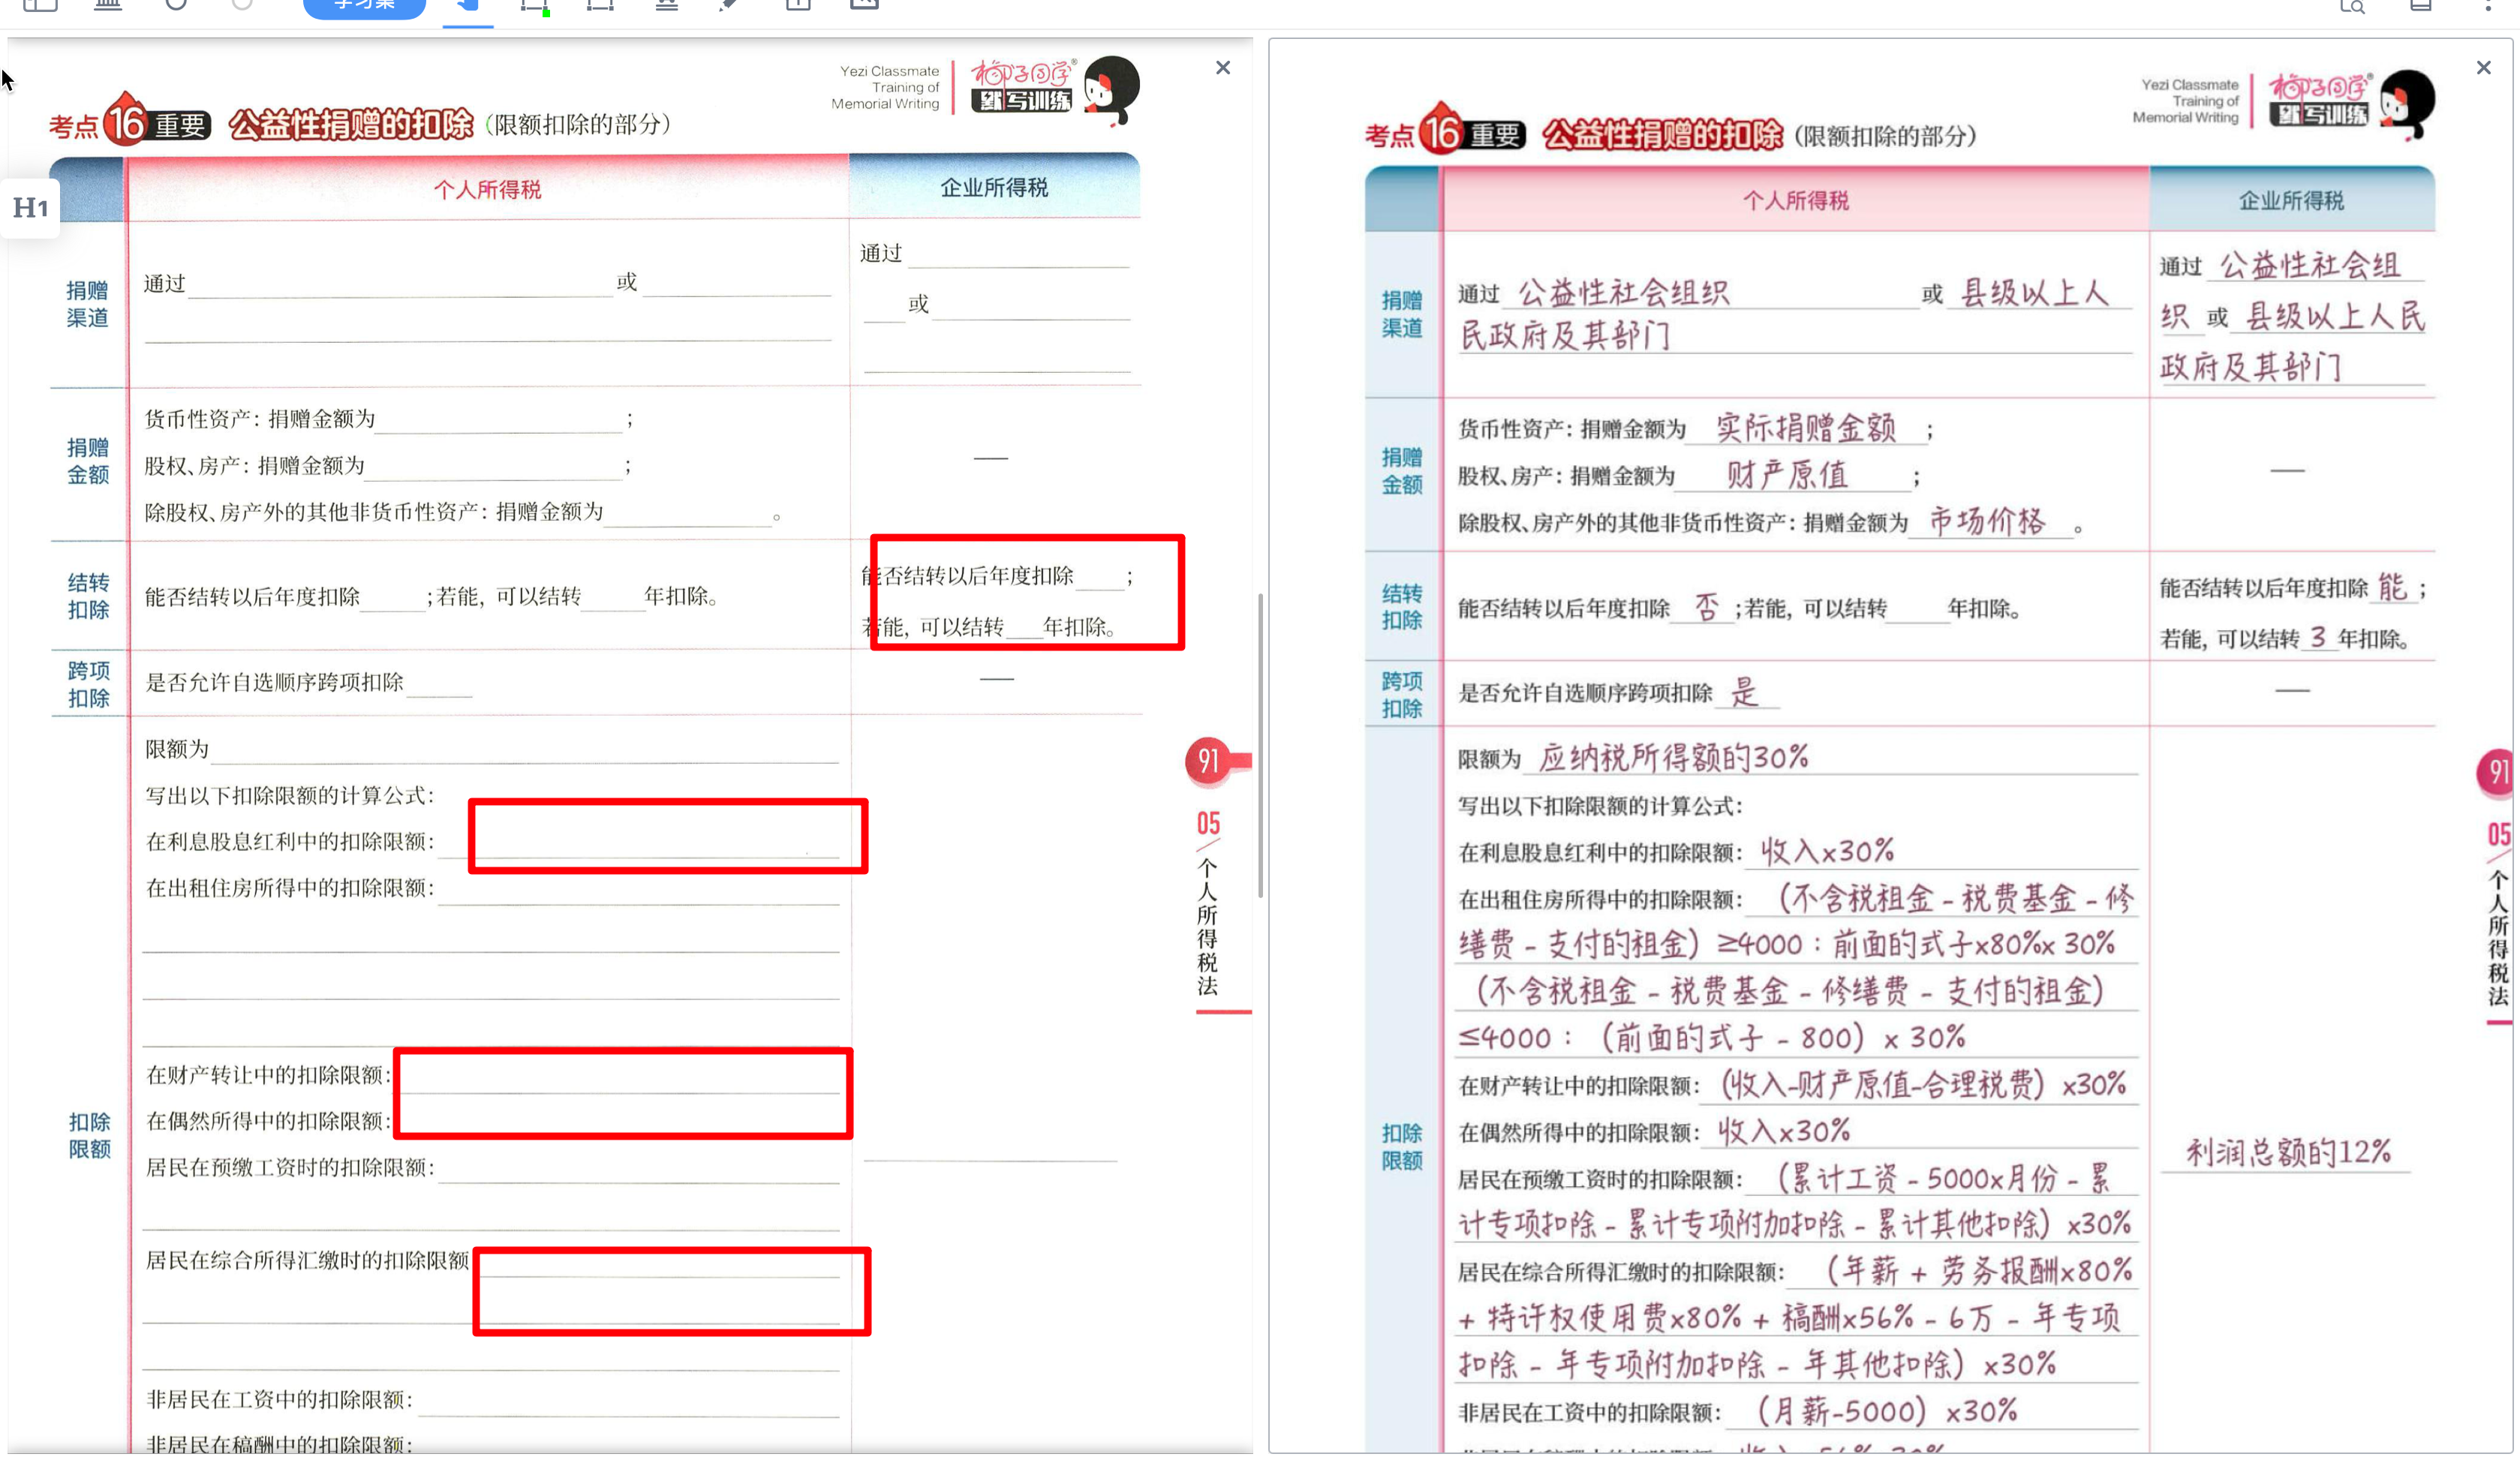 学习集
H1
Yezi Classmate
Training of
Memorial Writing
椰子同学
默写训练
考点 16 重要 公益性捐赠的扣除（限额扣除的部分）
个人所得税 企业所得税
捐赠
渠道
通过 或
通过
或
捐赠
金额
货币性资产：捐赠金额为 ；
股权、房产：捐赠金额为 ；
除股权、房产外的其他非货币性资产：捐赠金额为 。
—
结转
扣除
能否结转以后年度扣除 ；若能，可以结转 年扣除。
能否结转以后年度扣除 ；
若能，可以结转 年扣除。
跨项
扣除
是否允许自选顺序跨项扣除
—
扣除
限额
限额为
写出以下扣除限额的计算公式：
在利息股息红利中的扣除限额：
在出租住房所得中的扣除限额：
在财产转让中的扣除限额：
在偶然所得中的扣除限额：
居民在预缴工资时的扣除限额：
居民在综合所得汇缴时的扣除限额
非居民在工资中的扣除限额：
非居民在稿酬中的扣除限额：
91
05
个人所得税法
Yezi Classmate
Training of
Memorial Writing
椰子同学
默写训练
考点 16 重要 公益性捐赠的扣除（限额扣除的部分）
个人所得税 企业所得税
捐赠
渠道
通过 公益性社会组织 或 县级以上人
民政府及其部门
通过 公益性社会组
织 或 县级以上人民
政府及其部门
捐赠
金额
货币性资产：捐赠金额为 实际捐赠金额 ；
股权、房产：捐赠金额为 财产原值 ；
除股权、房产外的其他非货币性资产：捐赠金额为 市场价格 。
—
结转
扣除
能否结转以后年度扣除 否 ；若能，可以结转 年扣除。
能否结转以后年度扣除 能 ；
若能，可以结转 3 年扣除。
跨项
扣除
是否允许自选顺序跨项扣除 是
—
扣除
限额
限额为 应纳税所得额的30%
写出以下扣除限额的计算公式：
在利息股息红利中的扣除限额： 收入x30%
在出租住房所得中的扣除限额： （不含税租金 - 税费基金 - 修
缮费 - 支付的租金）≥4000：前面的式子x80%x 30%
（不含税租金 - 税费基金 - 修缮费 - 支付的租金）
≤4000：（前面的式子 - 800）x 30%
在财产转让中的扣除限额： （收入-财产原值-合理税费）x30%
在偶然所得中的扣除限额： 收入x30%
居民在预缴工资时的扣除限额： （累计工资 - 5000x月份 - 累
计专项扣除 - 累计专项附加扣除 - 累计其他扣除）x30%
居民在综合所得汇缴时的扣除限额： （年薪 + 劳务报酬x80%
+ 特许权使用费x80% + 稿酬x56% - 6万 - 年专项
扣除 - 年专项附加扣除 - 年其他扣除）x30%
非居民在工资中的扣除限额： （月薪-5000）x30%
利润总额的12%
91
05
个人所得税法